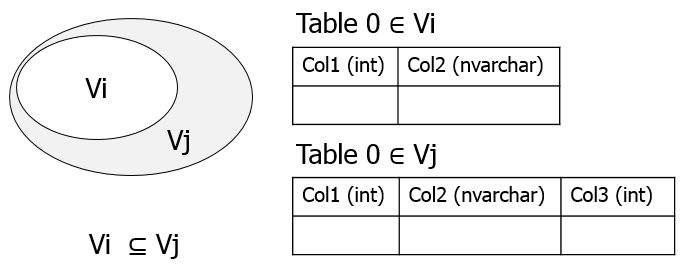 Vi
Vj
Vi ⊆ Vj
Table 0 ∈ Vi
Col1 (int) Col2 (nvarchar)
Table 0 ∈ Vj
Col1 (int) Col2 (nvarchar) Col3 (int)